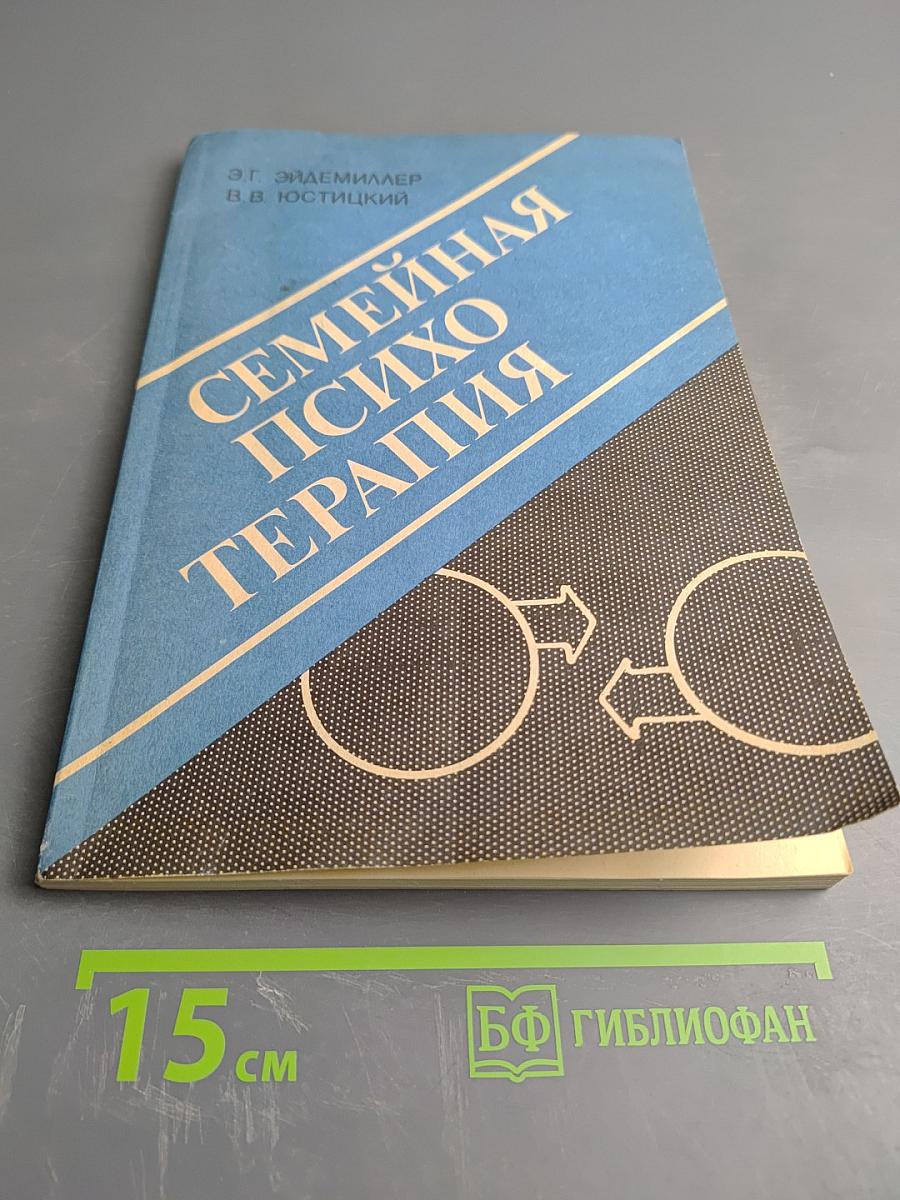 Э.Г. ЭЙДЕМИЛЛЕР
В.В. ЮСТИЦКИЙ
СЕМЕЙНАЯ
ПСИХО
ТЕРАПИЯ
15 см
БФ ГИБЛИОФАН